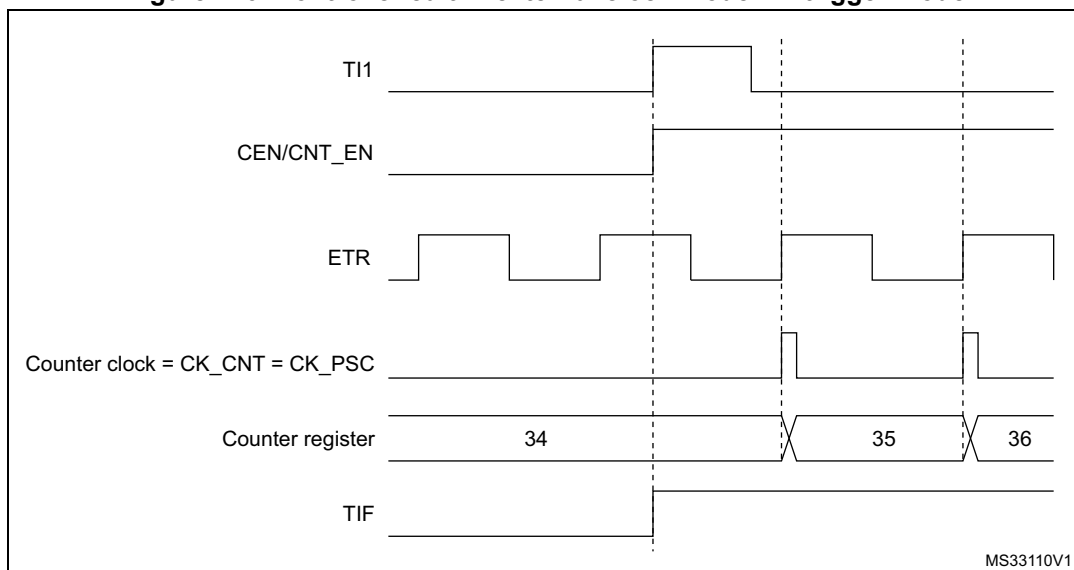 TI1
CEN/CNT_EN
ETR
Counter clock = CK_CNT = CK_PSC
Counter register
34
35
36
TIF
MS33110V1